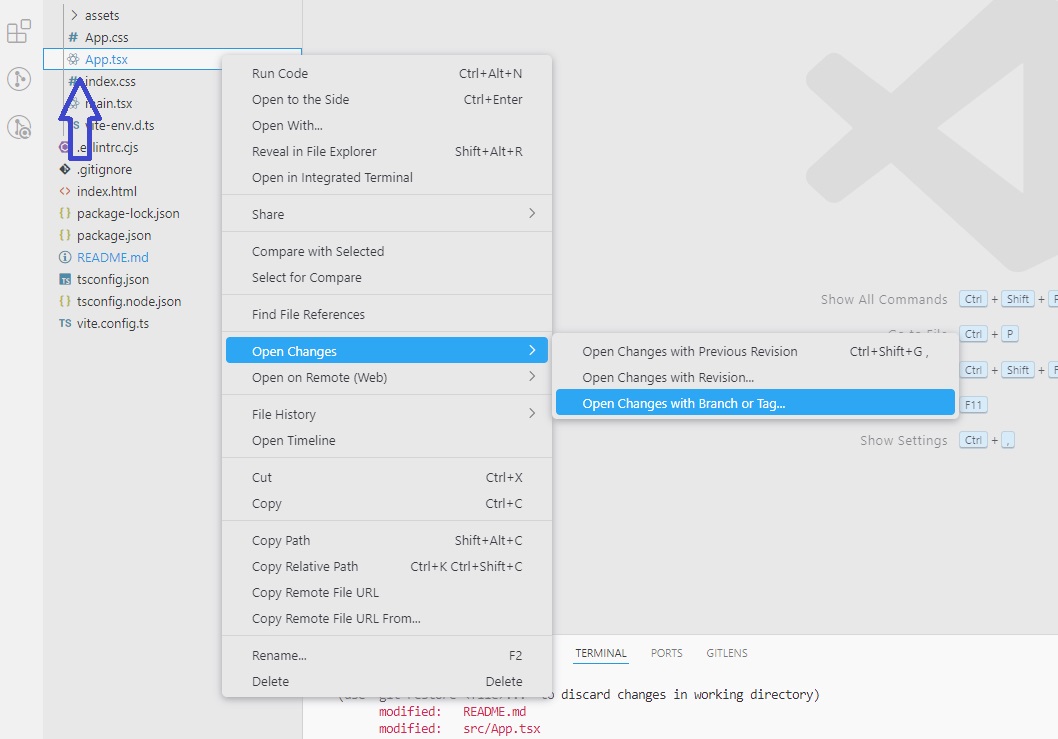 assets
# App.css
App.tsx
# index.css
main.tsx
vite-env.d.ts
.eslintrc.cjs
.gitignore
<> index.html
{} package-lock.json
{} package.json
README.md
TS tsconfig.json
{} tsconfig.node.json
TS vite.config.ts
Run Code Ctrl+Alt+N
Open to the Side Ctrl+Enter
Open With...
Reveal in File Explorer Shift+Alt+R
Open in Integrated Terminal
Share
Compare with Selected
Select for Compare
Find File References
Open Changes
Open on Remote (Web)
File History
Open Timeline
Cut Ctrl+X
Copy Ctrl+C
Copy Path Shift+Alt+C
Copy Relative Path Ctrl+K Ctrl+Shift+C
Copy Remote File URL
Copy Remote File URL From...
Rename... F2
Delete Delete
Open Changes with Previous Revision Ctrl+Shift+G ,
Open Changes with Revision...
Open Changes with Branch or Tag...
Show All Commands Ctrl + Shift +
Go to File Ctrl + P
Ctrl + Shift +
F11
Show Settings Ctrl + ,
TERMINAL PORTS GITLENS
discard changes in working directory)
modified: README.md
modified: src/App.tsx